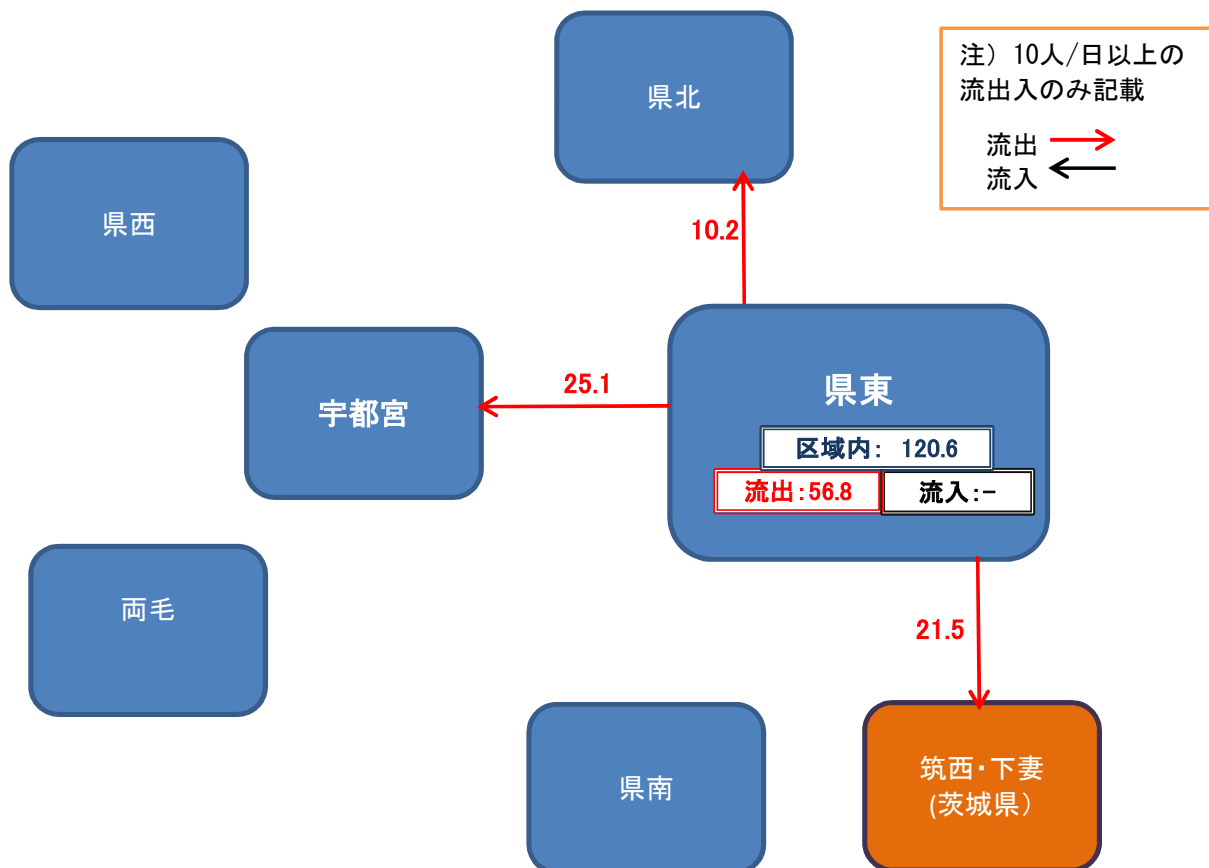 県北
注）10人/日以上の
流出入のみ記載
流出
流入
県西
10.2
宇都宮
25.1
県東
区域内： 120.6
流出：56.8
流入：-
両毛
21.5
県南
筑西・下妻
(茨城県）